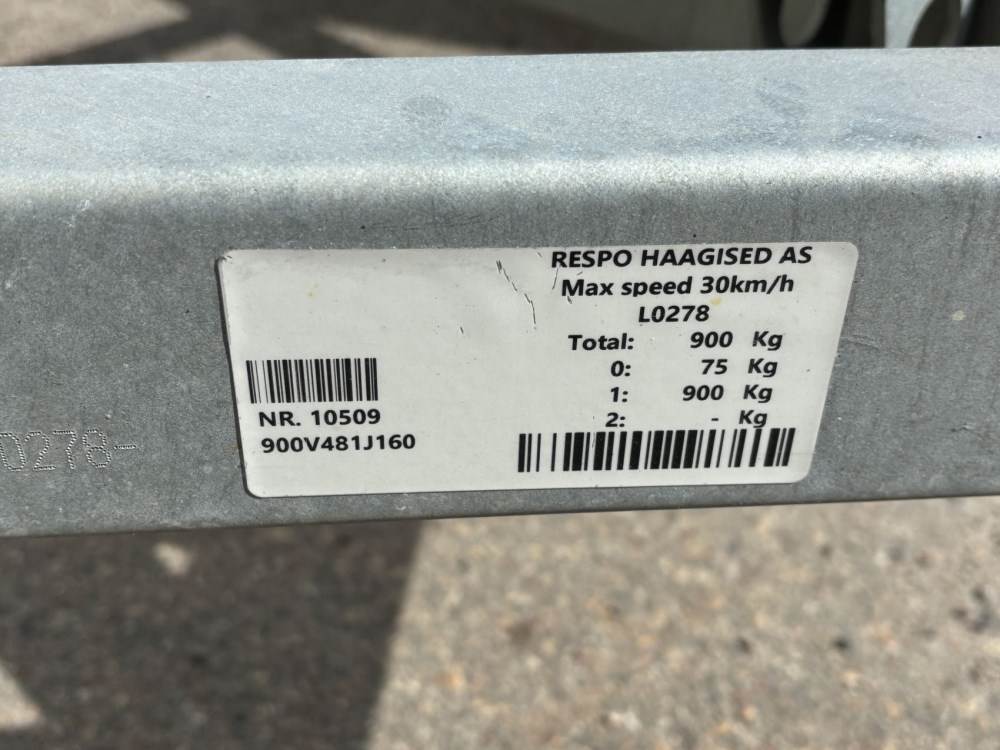 RESPO HAAGISED AS
Max speed 30km/h
L0278
Total: 900 Kg
0: 75 Kg
1: 900 Kg
2: - Kg
NR. 10509
900V481J160
0278-